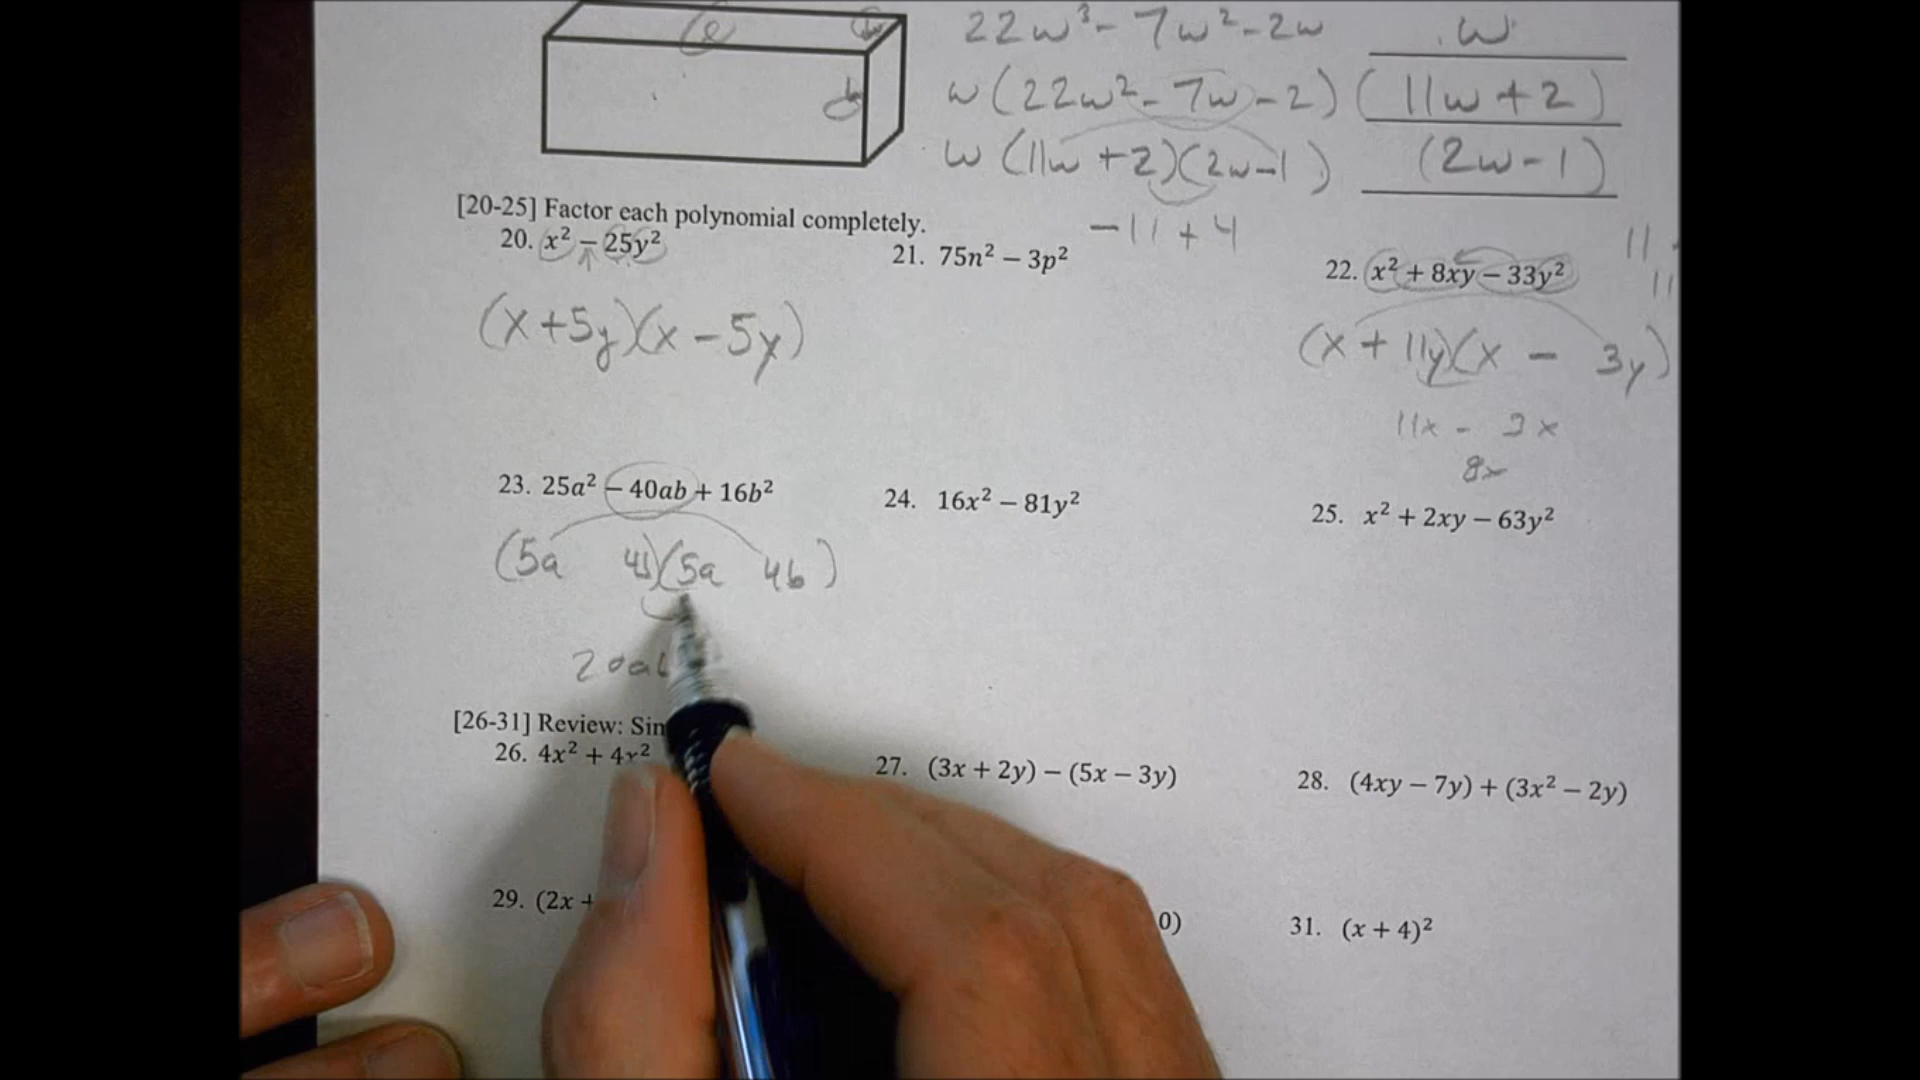 22w³ - 7w² - 2w
w
w(22w² - 7w - 2)
(11w + 2)
w(11w + 2)(2w - 1)
(2w - 1)
-11 + 4
[20-25] Factor each polynomial completely.
20. x² − 25y²
21. 75n² − 3p²
22. x² + 8xy − 33y²
11
11
(x + 5y)(x - 5y)
(x + 11y)(x - 3y)
11x - 3x
8x
23. 25a² − 40ab + 16b²
24. 16x² − 81y²
25. x² + 2xy − 63y²
(5a 4b)(5a 4b)
20ab
[26-31] Review:
26. 4x² + 4x²
27. (3x + 2y) − (5x − 3y)
28. (4xy − 7y) + (3x² − 2y)
29. (2x +
0)
31. (x + 4)²